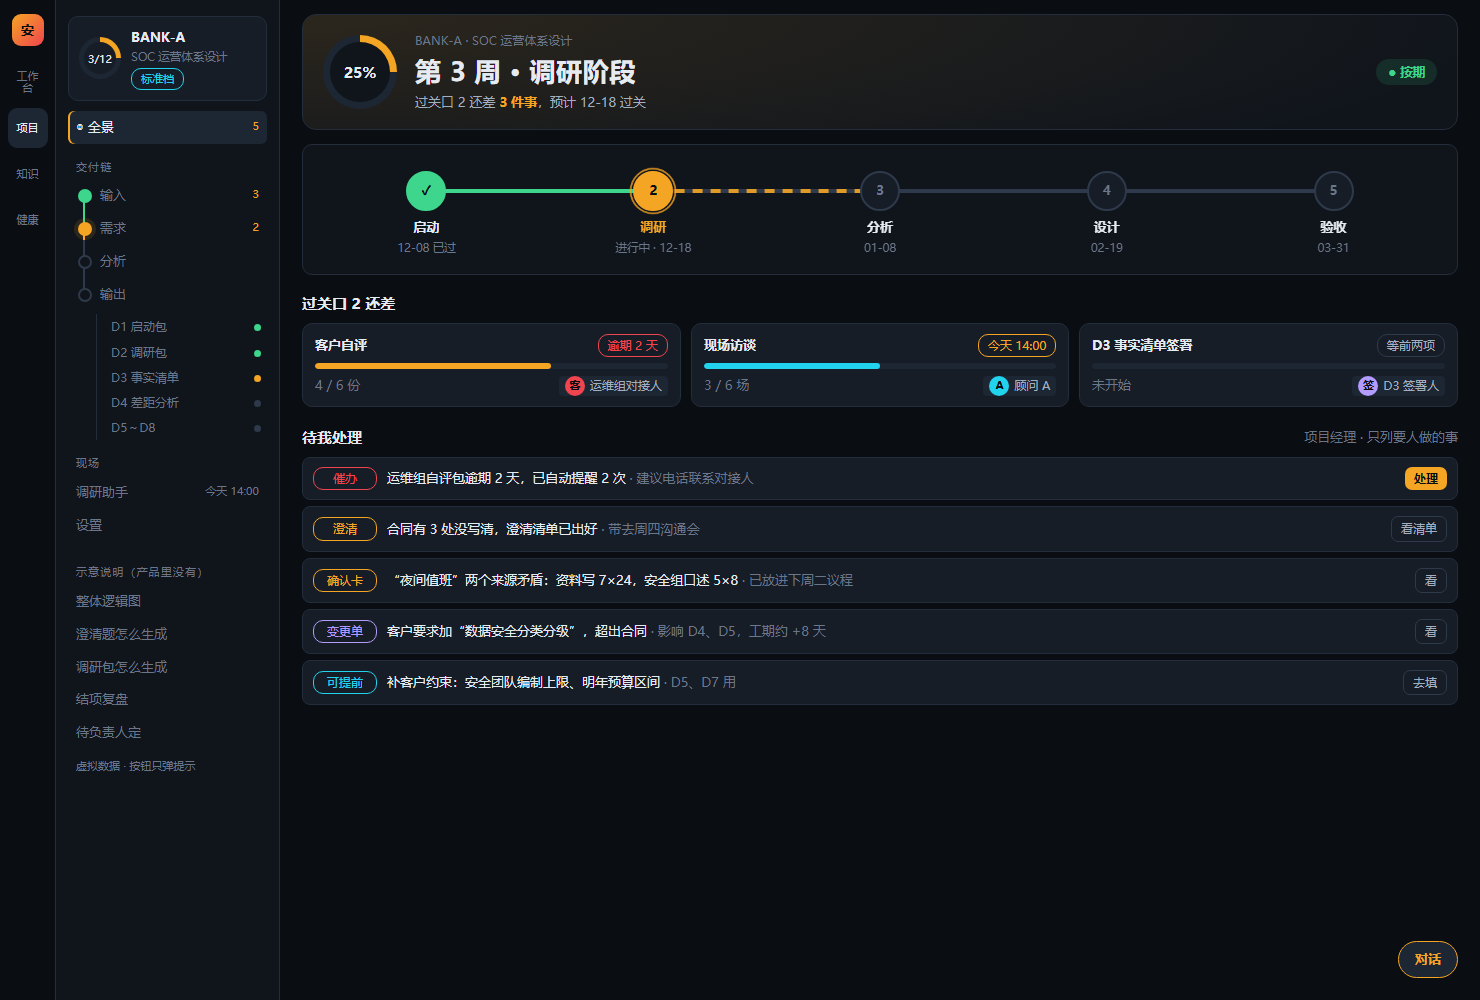 安
工作台
项目
知识
健康
3/12
BANK-A
SOC 运营体系设计
标准档
全景 5
交付链
输入 3
需求 2
分析
输出
D1 启动包
D2 调研包
D3 事实清单
D4 差距分析
D5~D8
现场
调研助手 今天 14:00
设置
示意说明（产品里没有）
整体逻辑图
澄清题怎么生成
调研包怎么生成
结项复盘
待负责人定
虚拟数据 · 按钮只弹提示
25%
BANK-A · SOC 运营体系设计
第 3 周 · 调研阶段
过关口 2 还差 3 件事，预计 12-18 过关
按期
✓ 2 3 4 5
启动 调研 分析 设计 验收
12-08 已过 进行中 · 12-18 01-08 02-19 03-31
过关口 2 还差
客户自评 逾期 2 天
4 / 6 份 客 运维组对接人
现场访谈 今天 14:00
3 / 6 场 A 顾问 A
D3 事实清单签署 等前两项
未开始 签 D3 签署人
待我处理 项目经理 · 只列要人做的事
催办 运维组自评包逾期 2 天，已自动提醒 2 次 · 建议电话联系对接人 处理
澄清 合同有 3 处没写清，澄清清单已出好 · 带去周四沟通会 看清单
确认卡 “夜间值班”两个来源矛盾：资料写 7×24，安全组口述 5×8 · 已放进下周二议程 看
变更单 客户要求加“数据安全分类分级”，超出合同 · 影响 D4、D5，工期约 +8 天 看
可提前 补客户约束：安全团队编制上限、明年预算区间 · D5、D7 用 去填
对话